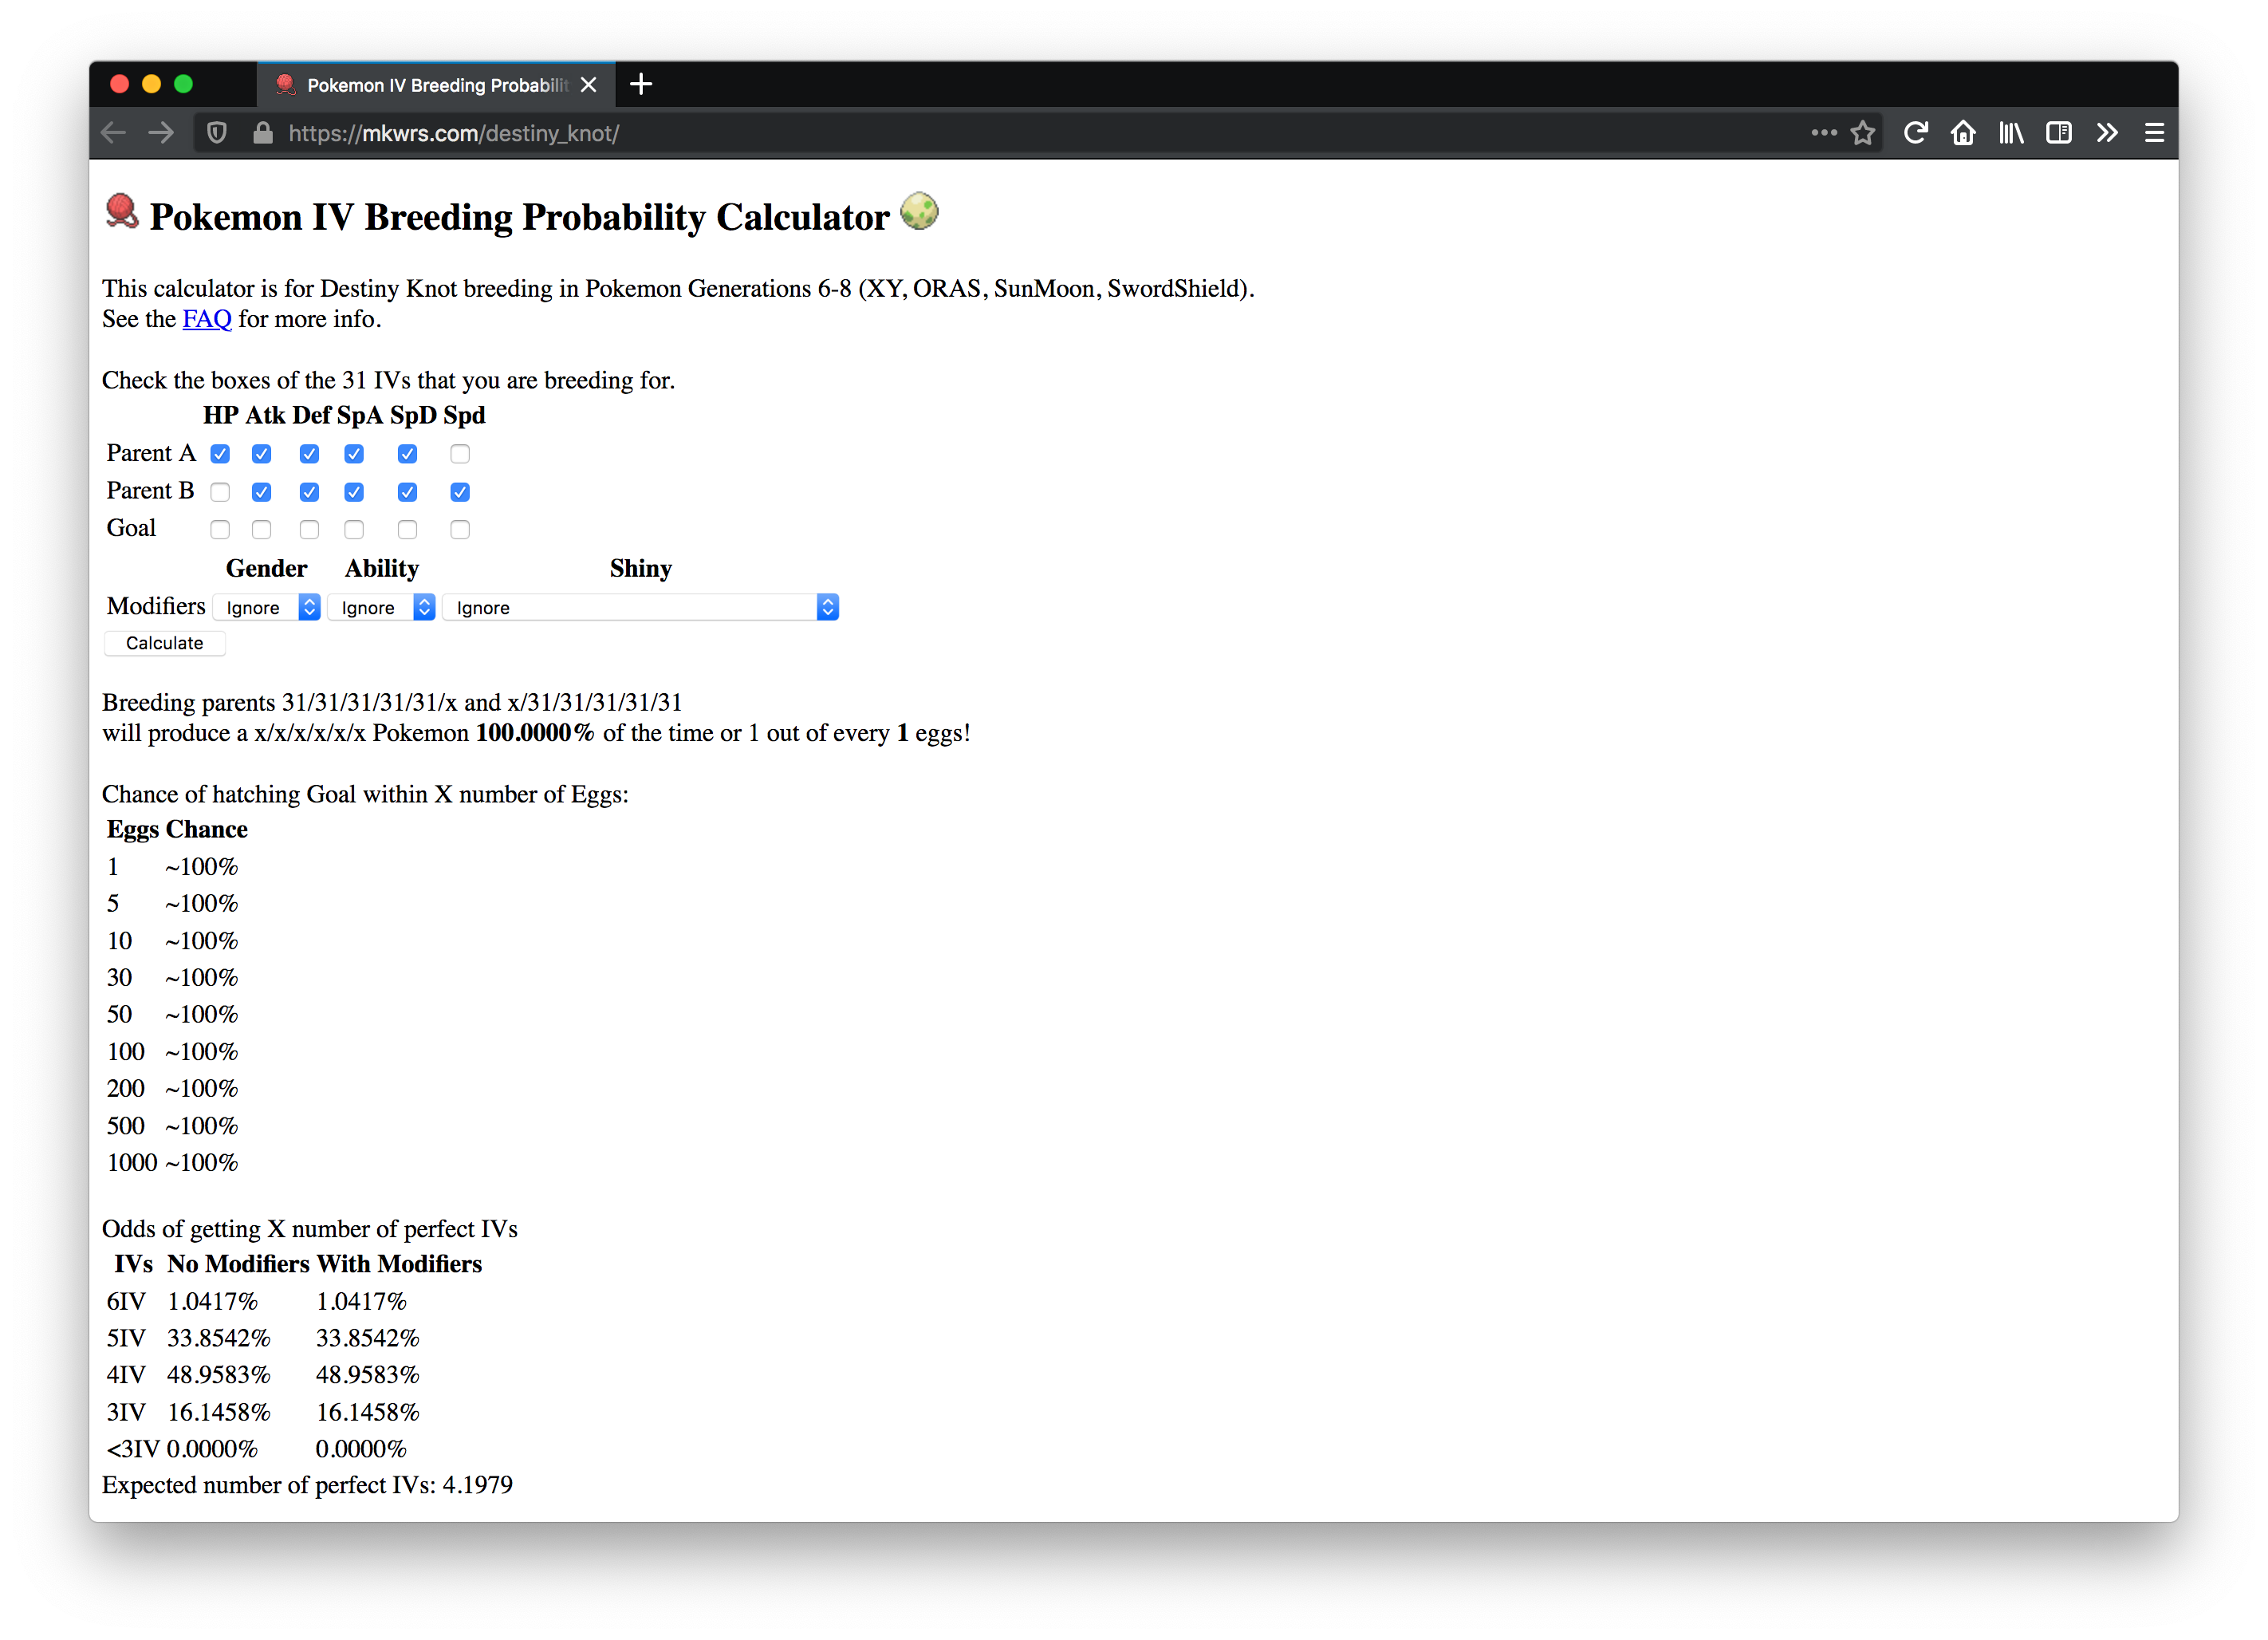 Pokemon IV Breeding Probabilit
https://mkwrs.com/destiny_knot/
Pokemon IV Breeding Probability Calculator
This calculator is for Destiny Knot breeding in Pokemon Generations 6-8 (XY, ORAS, SunMoon, SwordShield).
See the FAQ for more info.
Check the boxes of the 31 IVs that you are breeding for.
HP Atk Def SpA SpD Spd
Parent A
Parent B
Goal
Gender Ability Shiny
Modifiers Ignore Ignore Ignore
Calculate
Breeding parents 31/31/31/31/31/x and x/31/31/31/31/31
will produce a x/x/x/x/x/x Pokemon 100.0000% of the time or 1 out of every 1 eggs!
Chance of hatching Goal within X number of Eggs:
Eggs Chance
1 ~100%
5 ~100%
10 ~100%
30 ~100%
50 ~100%
100 ~100%
200 ~100%
500 ~100%
1000 ~100%
Odds of getting X number of perfect IVs
IVs No Modifiers With Modifiers
6IV 1.0417% 1.0417%
5IV 33.8542% 33.8542%
4IV 48.9583% 48.9583%
3IV 16.1458% 16.1458%
<3IV 0.0000% 0.0000%
Expected number of perfect IVs: 4.1979